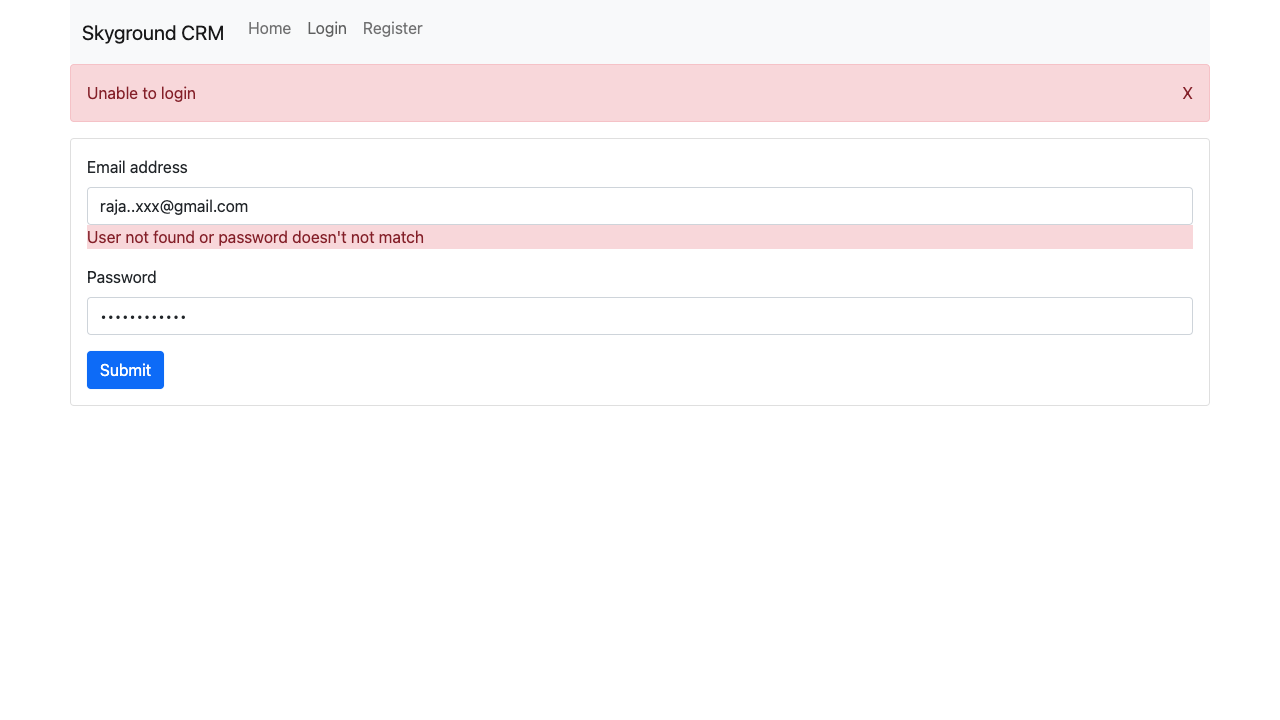 Skyground CRM Home Login Register
Unable to login X
Email address
raja..xxx@gmail.com
User not found or password doesn't not match
Password
••••••••••••
Submit